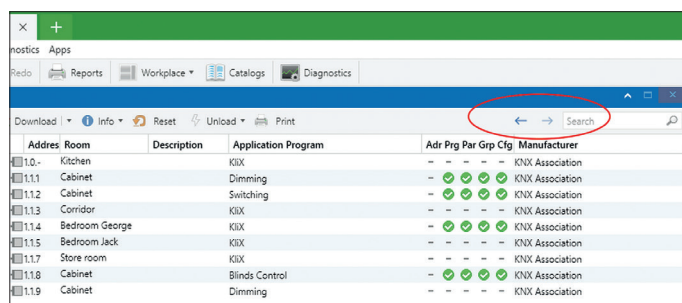 nostics Apps
Redo Reports Workplace Catalogs Diagnostics
Download Info Reset Unload Print Search
Addres Room Description Application Program Adr Prg Par Grp Cfg Manufacturer
1.0.- Kitchen KliX - - - - - KNX Association
1.1.1 Cabinet Dimming - KNX Association
1.1.2 Cabinet Switching - KNX Association
1.1.3 Corridor KliX - - - - - KNX Association
1.1.4 Bedroom George KliX - KNX Association
1.1.5 Bedroom Jack KliX - - - - - KNX Association
1.1.7 Store room KliX - - - - - KNX Association
1.1.8 Cabinet Blinds Control - KNX Association
1.1.9 Cabinet Dimming - - - - - KNX Association